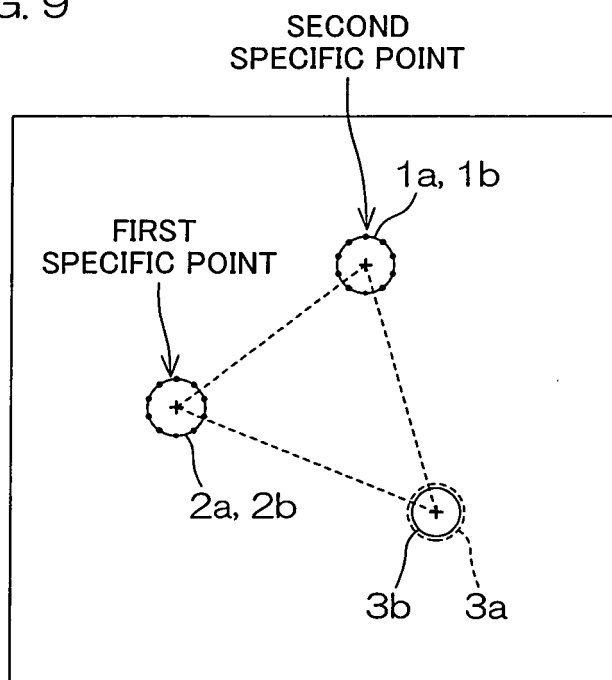 G. 9
SECOND
SPECIFIC POINT
1a, 1b
FIRST
SPECIFIC POINT
2a, 2b
3b
3a